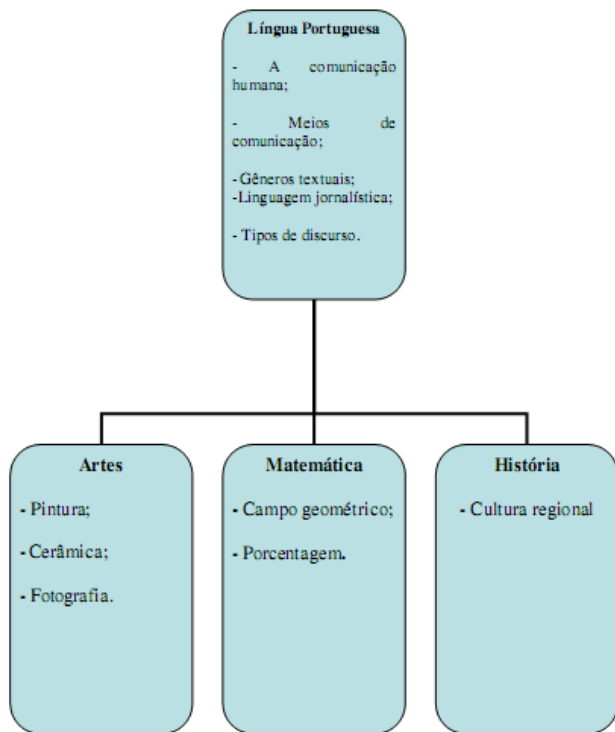 Língua Portuguesa
- A comunicação
humana;
- Meios de
comunicação;
-Gêneros textuais;
-Linguagem jornalística;
- Tipos de discurso.
Artes
- Pintura;
- Cerâmica;
- Fotografia.
Matemática
- Campo geométrico;
- Porcentagem.
História
- Cultura regional